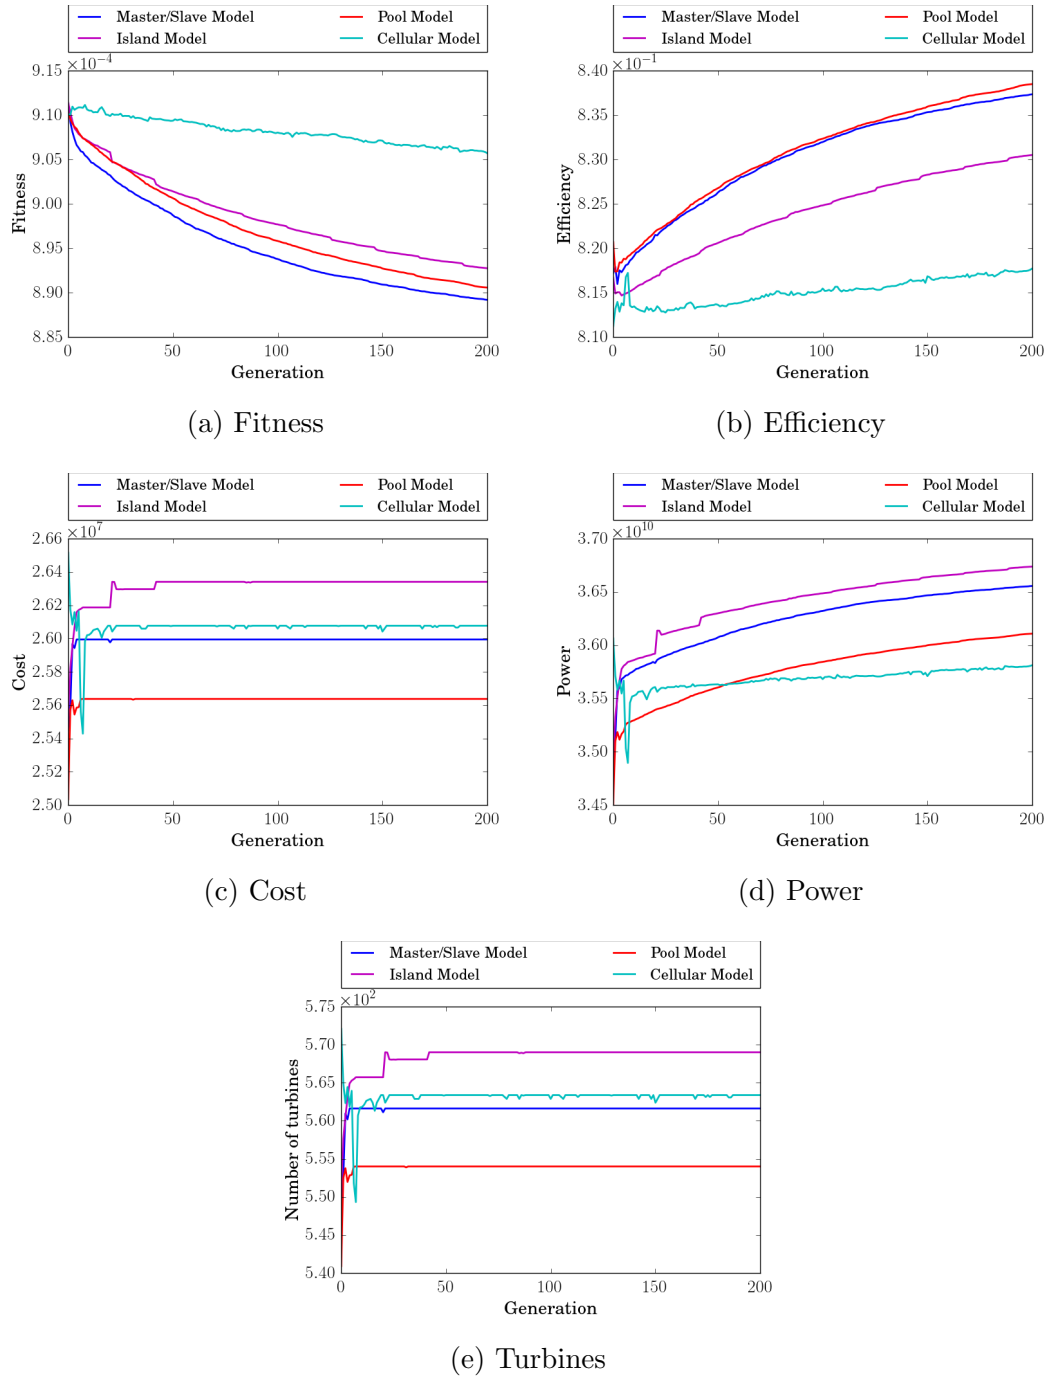 Master/Slave Model Pool Model
Island Model Cellular Model
×10⁻⁴
9.15
9.10
9.05
9.00
8.95
8.90
8.85
Fitness
0 50 100 150 200
Generation
(a) Fitness
Master/Slave Model Pool Model
Island Model Cellular Model
×10⁻¹
8.40
8.35
8.30
8.25
8.20
8.15
8.10
Efficiency
0 50 100 150 200
Generation
(b) Efficiency
Master/Slave Model Pool Model
Island Model Cellular Model
×10⁷
2.66
2.64
2.62
2.60
2.58
2.56
2.54
2.52
2.50
Cost
0 50 100 150 200
Generation
(c) Cost
Master/Slave Model Pool Model
Island Model Cellular Model
×10¹⁰
3.70
3.65
3.60
3.55
3.50
3.45
Power
0 50 100 150 200
Generation
(d) Power
Master/Slave Model Pool Model
Island Model Cellular Model
×10²
5.75
5.70
5.65
5.60
5.55
5.50
5.45
5.40
Number of turbines
0 50 100 150 200
Generation
(e) Turbines